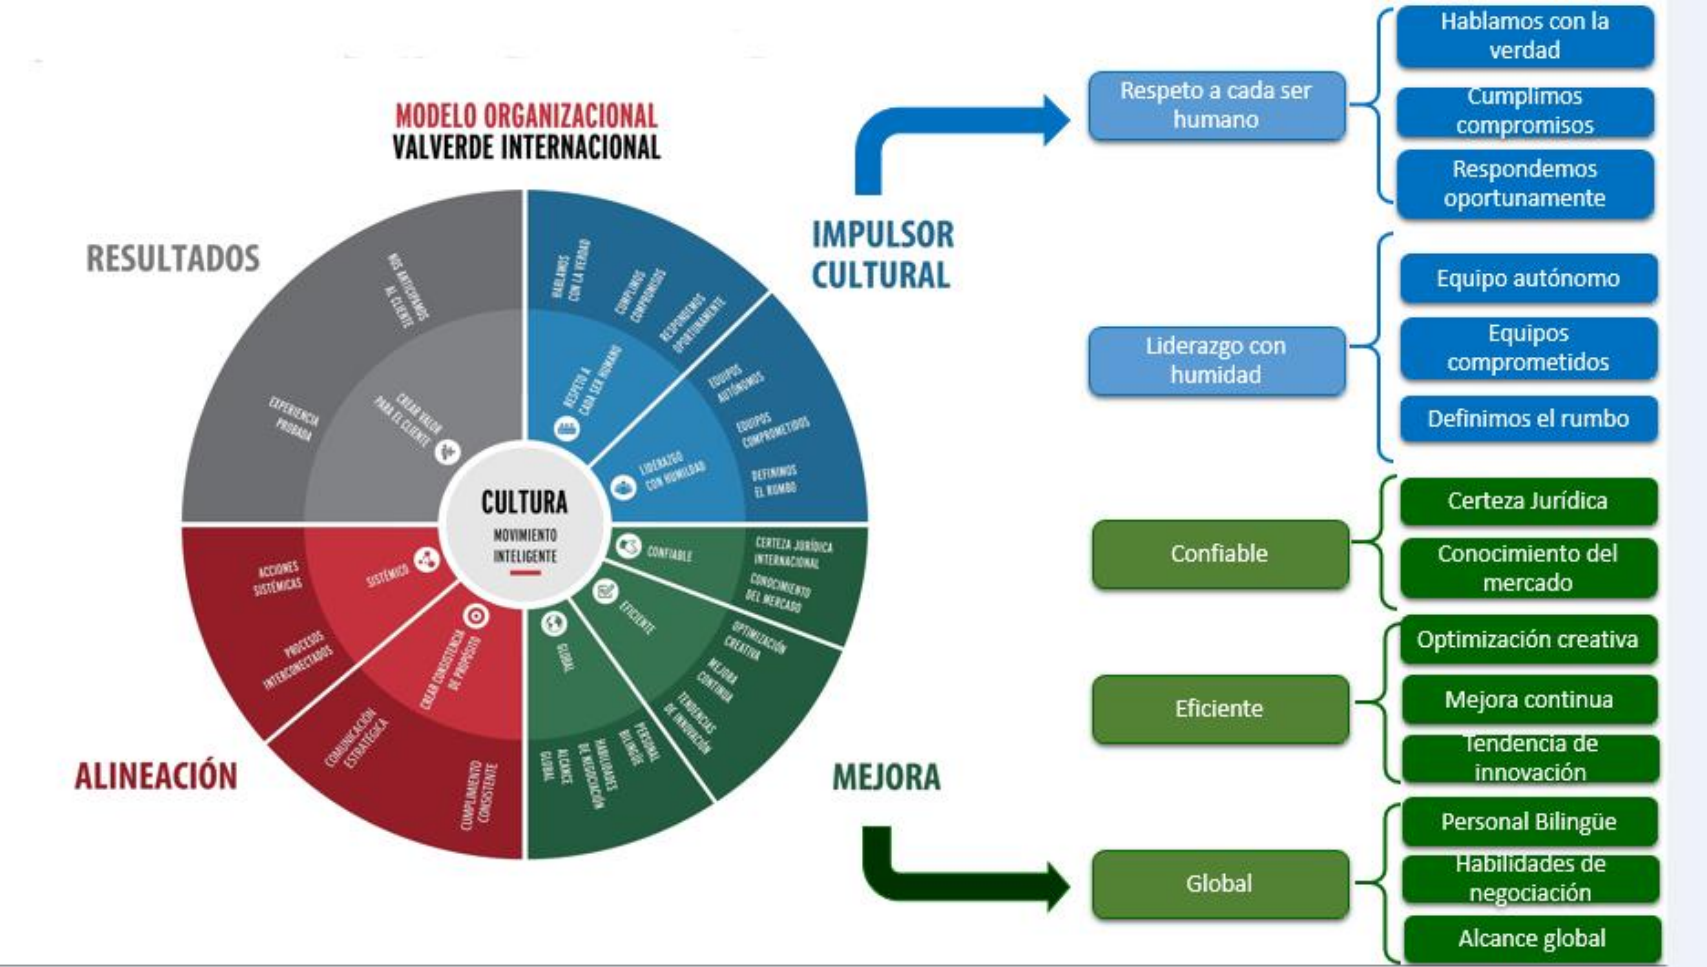 MODELO ORGANIZACIONAL
VALVERDE INTERNACIONAL
RESULTADOS
IMPULSOR
CULTURAL
ALINEACIÓN
MEJORA
CULTURA
MOVIMIENTO
INTELIGENTE
HABLAMOS
CON LA VERDAD
CUMPLIMOS
COMPROMISOS
RESPONDEMOS
OPORTUNAMENTE
RESPETO A
CADA SER HUMANO
EQUIPOS
AUTÓNOMOS
EQUIPOS
COMPROMETIDOS
DEFINIMOS
EL RUMBO
LIDERAZGO
CON HUMILDAD
CONFIABLE
CERTEZA JURÍDICA
INTERNACIONAL
CONOCIMIENTO
DEL MERCADO
EFICIENTE
OPTIMIZACIÓN
CREATIVA
MEJORA
CONTINUA
TENDENCIAS
DE INNOVACIÓN
GLOBAL
PERSONAL
BILINGÜE
HABILIDADES
DE NEGOCIACIÓN
ALCANCE
GLOBAL
CREAR CONSISTENCIA
DE PROPÓSITO
CUMPLIMIENTO
CONSISTENTE
COMUNICACIÓN
ESTRATÉGICA
SISTÉMICO
PROCESOS
INTERCONECTADOS
ACCIONES
SISTÉMICAS
CREAR VALOR
PARA EL CLIENTE
EXPERIENCIA
PROBADA
NOS ANTICIPAMOS
AL CLIENTE
Respeto a cada ser
humano
Hablamos con la
verdad
Cumplimos
compromisos
Respondemos
oportunamente
Liderazgo con
humidad
Equipo autónomo
Equipos
comprometidos
Definimos el rumbo
Confiable
Certeza Jurídica
Conocimiento del
mercado
Eficiente
Optimización creativa
Mejora continua
Tendencia de
innovación
Global
Personal Bilingüe
Habilidades de
negociación
Alcance global